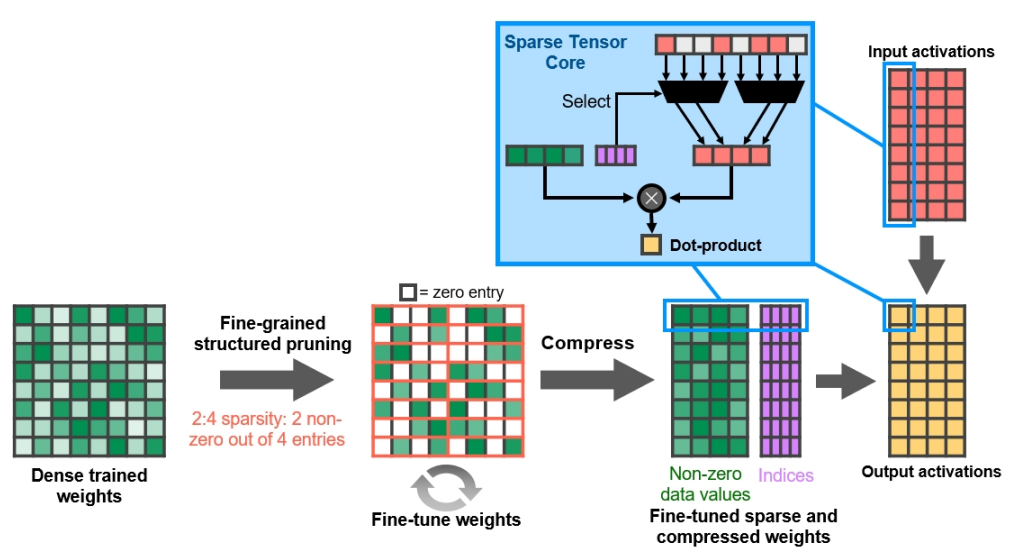 Sparse Tensor
Core
Select
Dot-product
Input activations
= zero entry
Fine-grained
structured pruning
2:4 sparsity: 2 non-
zero out of 4 entries
Compress
Dense trained
weights
Fine-tune weights
Non-zero
data values
Indices
Fine-tuned sparse and
compressed weights
Output activations